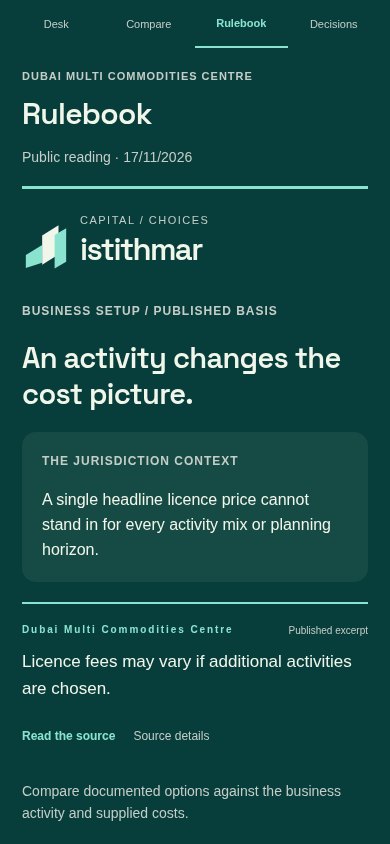 Desk Compare Rulebook Decisions
DUBAI MULTI COMMODITIES CENTRE
Rulebook
Public reading · 17/11/2026
CAPITAL / CHOICES
istithmar
BUSINESS SETUP / PUBLISHED BASIS
An activity changes the
cost picture.
THE JURISDICTION CONTEXT
A single headline licence price cannot
stand in for every activity mix or planning
horizon.
Dubai Multi Commodities Centre Published excerpt
Licence fees may vary if additional activities
are chosen.
Read the source Source details
Compare documented options against the business
activity and supplied costs.